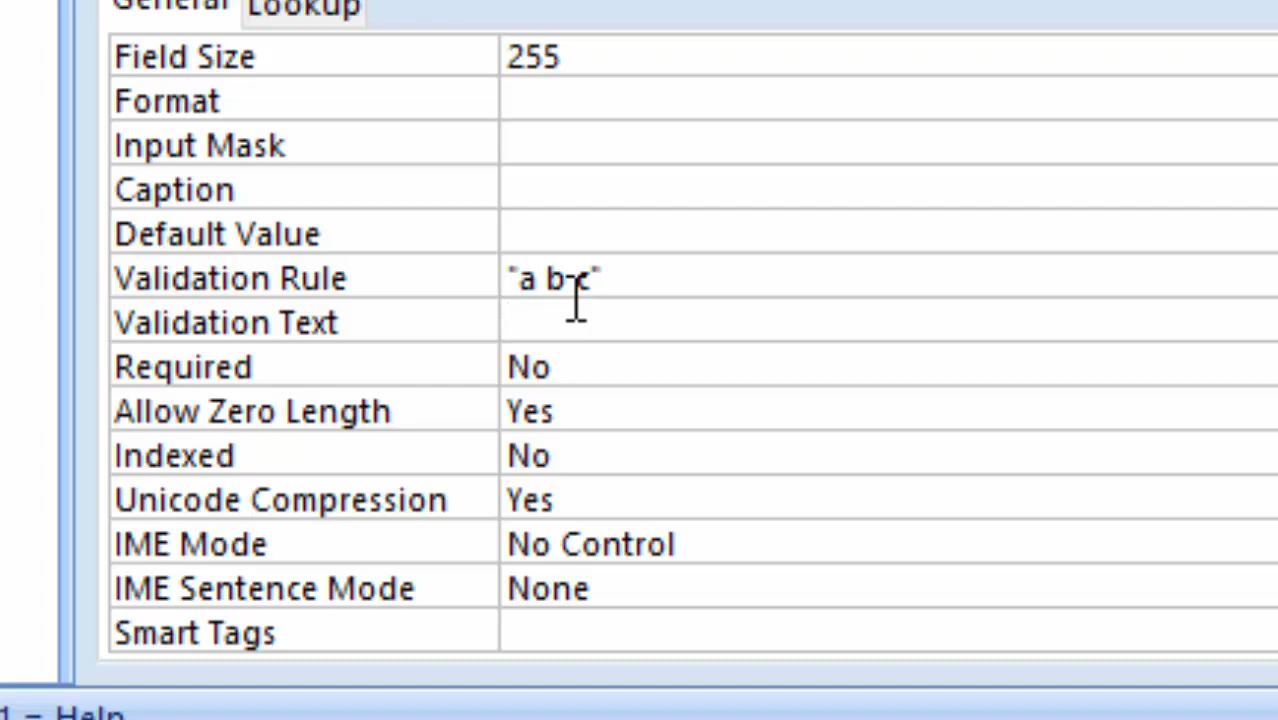 General Lookup
Field Size 255
Format
Input Mask
Caption
Default Value
Validation Rule "a b c"
Validation Text
Required No
Allow Zero Length Yes
Indexed No
Unicode Compression Yes
IME Mode No Control
IME Sentence Mode None
Smart Tags
1 = Help